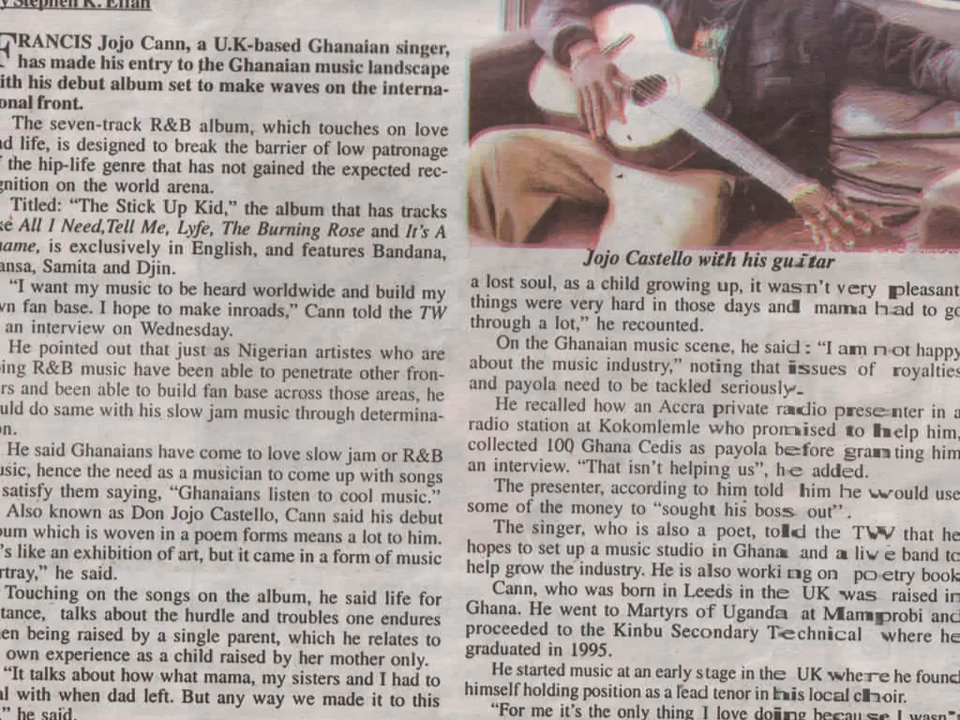 y Stephen K. Effah
FRANCIS Jojo Cann, a U.K-based Ghanaian singer,
has made his entry to the Ghanaian music landscape
ith his debut album set to make waves on the interna-
onal front.
The seven-track R&B album, which touches on love
d life, is designed to break the barrier of low patronage
f the hip-life genre that has not gained the expected rec-
gnition on the world arena.
Titled: “The Stick Up Kid,” the album that has tracks
ke All I Need,Tell Me, Lyfe, The Burning Rose and It's A
hame, is exclusively in English, and features Bandana,
ansa, Samita and Djin.
“I want my music to be heard worldwide and build my
wn fan base. I hope to make inroads,” Cann told the TW
an interview on Wednesday.
He pointed out that just as Nigerian artistes who are
ing R&B music have been able to penetrate other fron-
rs and been able to build fan base across those areas, he
uld do same with his slow jam music through determina-
on.
He said Ghanaians have come to love slow jam or R&B
usic, hence the need as a musician to come up with songs
satisfy them saying, “Ghanaians listen to cool music.”
Also known as Don Jojo Castello, Cann said his debut
bum which is woven in a poem forms means a lot to him.
's like an exhibition of art, but it came in a form of music
rtray,” he said.
Touching on the songs on the album, he said life for
tance, talks about the hurdle and troubles one endures
en being raised by a single parent, which he relates to
own experience as a child raised by her mother only.
“It talks about how what mama, my sisters and I had to
al with when dad left. But any way we made it to this
” he said.
Jojo Castello with his guitar
a lost soul, as a child growing up, it wasn't very pleasant
things were very hard in those days and mama had to go
through a lot,” he recounted.
On the Ghanaian music scene, he said: “I am not happy
about the music industry,” noting that issues of royalties
and payola need to be tackled seriously.
He recalled how an Accra private radio presenter in a
radio station at Kokomlemle who promised to help him,
collected 100 Ghana Cedis as payola before granting him
an interview. “That isn't helping us”, he added.
The presenter, according to him told him he would use
some of the money to “sought his boss out”.
The singer, who is also a poet, told the TW that he
hopes to set up a music studio in Ghana and a live band to
help grow the industry. He is also working on poetry book
Cann, who was born in Leeds in the UK was raised in
Ghana. He went to Martyrs of Uganda at Mamprobi and
proceeded to the Kinbu Secondary Technical where he
graduated in 1995.
He started music at an early stage in the UK where he found
himself holding position as a lead tenor in his local choir.
“For me it's the only thing I love doing because I wasn't